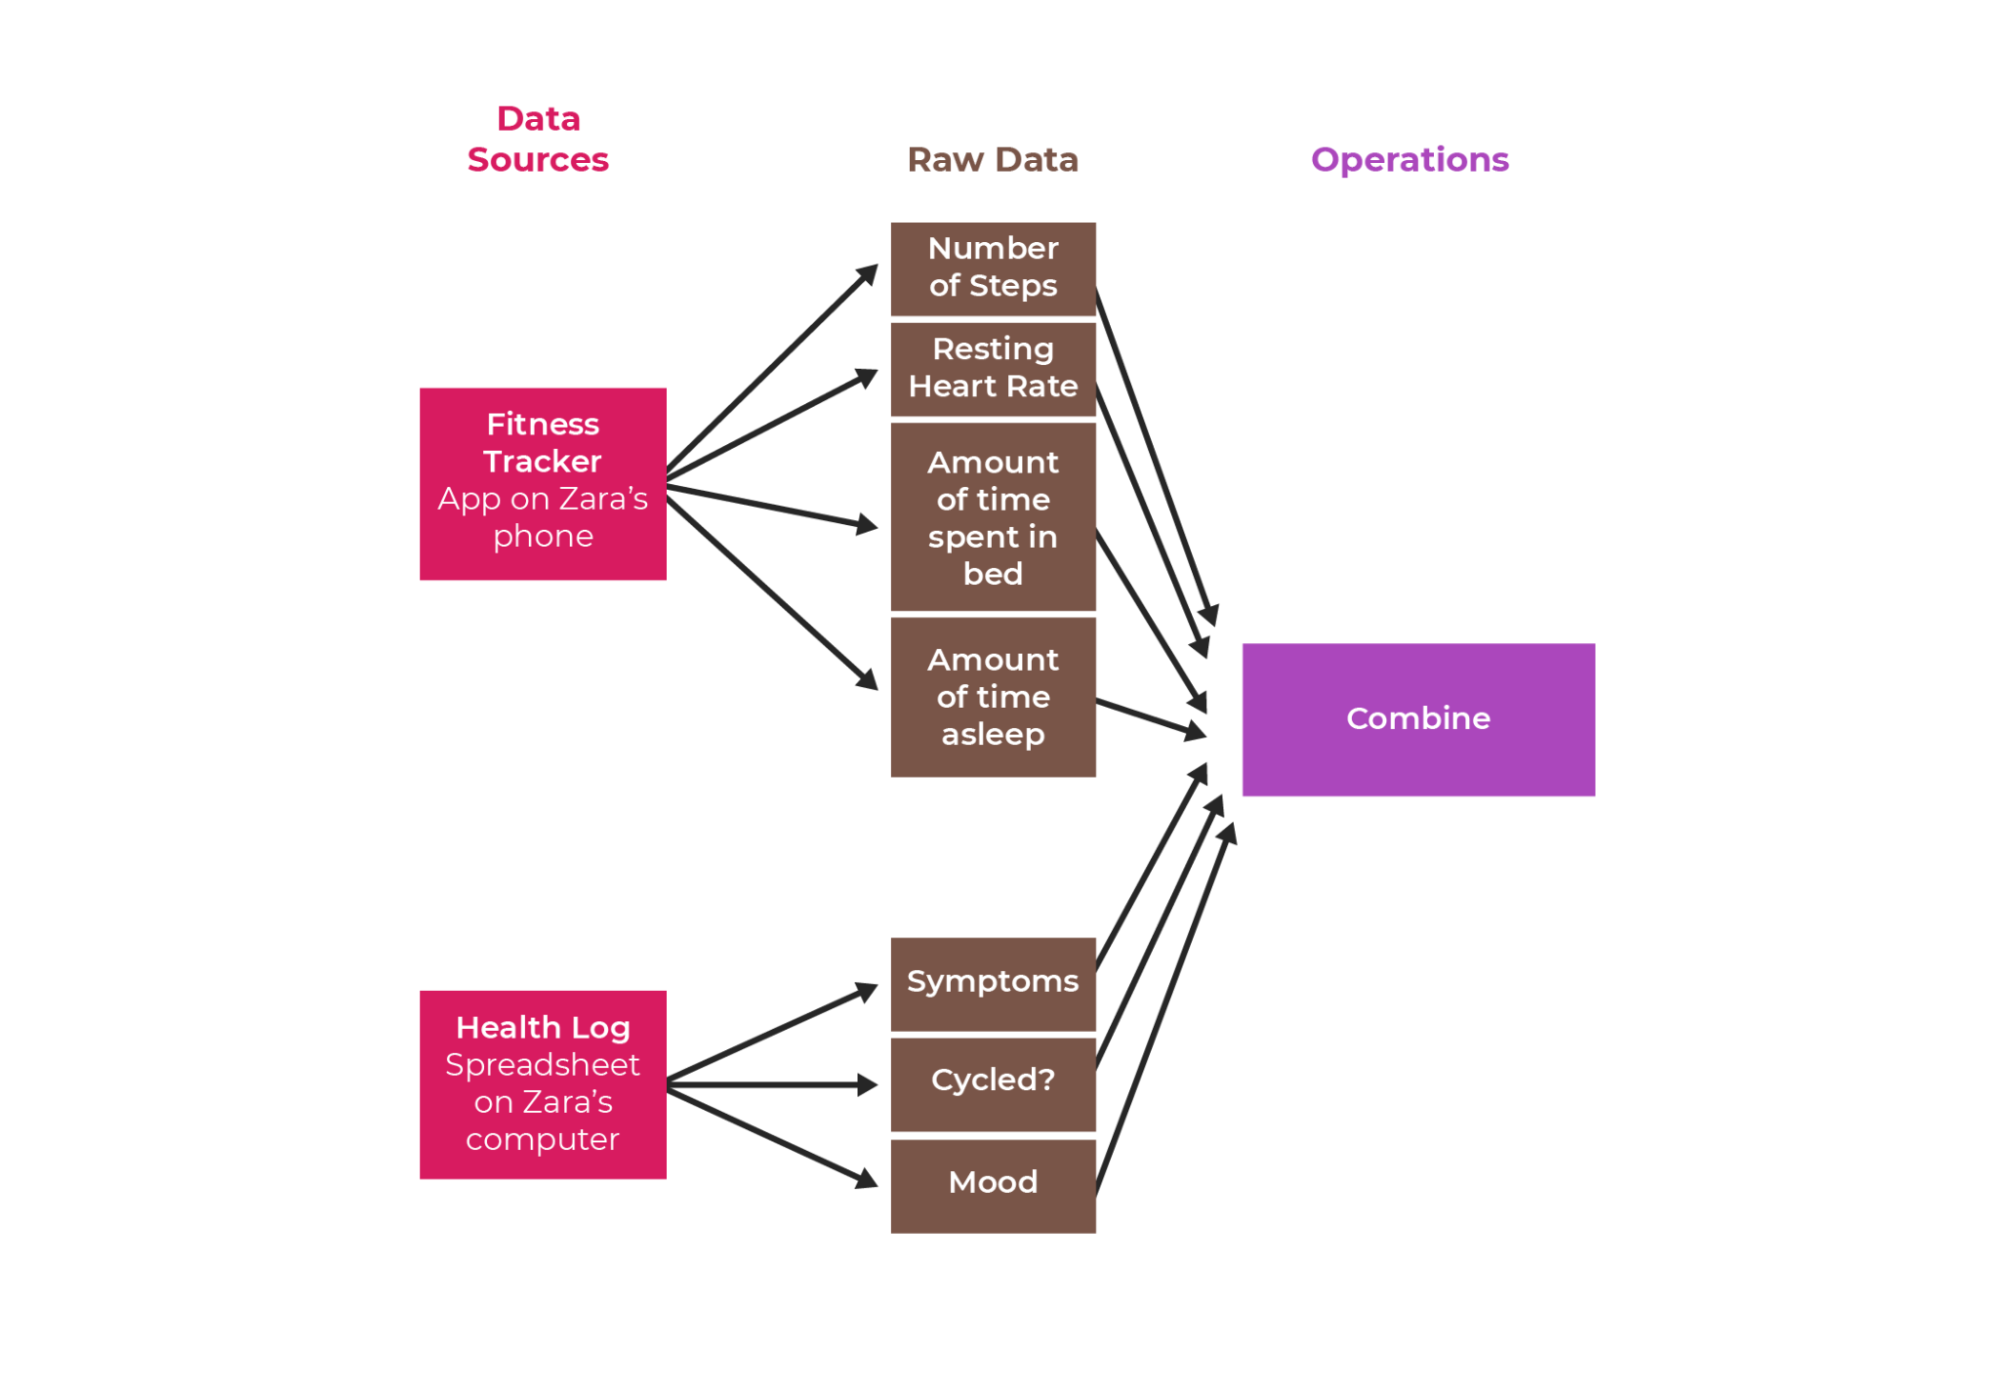 Data
Sources
Raw Data
Operations
Fitness
Tracker
App on Zara’s
phone
Number
of Steps
Resting
Heart Rate
Amount
of time
spent in
bed
Amount
of time
asleep
Combine
Health Log
Spreadsheet
on Zara’s
computer
Symptoms
Cycled?
Mood